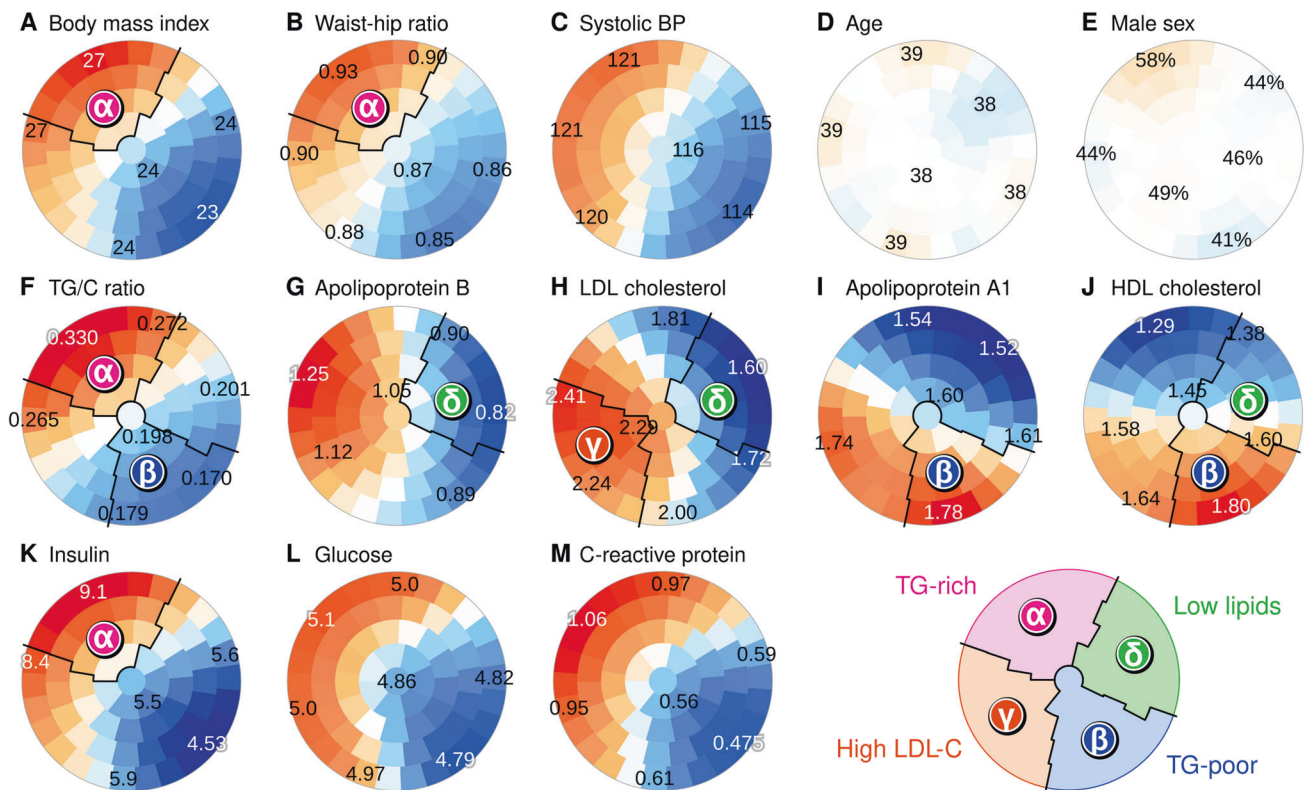 A Body mass index
27
α
27
24
24
23
24
B Waist-hip ratio
0.90
0.93
α
0.90
0.87
0.86
0.88
0.85
C Systolic BP
121
121
115
116
120
114
D Age
39
38
39
38
38
39
E Male sex
58%
44%
44%
46%
49%
41%
F TG/C ratio
0.272
0.330
α
0.201
0.265
0.198
β
0.170
0.179
G Apolipoprotein B
0.90
1.25
1.05
δ
0.82
1.12
0.89
H LDL cholesterol
1.81
1.60
2.41
δ
2.29
γ
1.72
2.24
2.00
I Apolipoprotein A1
1.54
1.52
1.60
1.74
1.61
β
1.78
J HDL cholesterol
1.29
1.38
1.45
δ
1.58
1.60
β
1.64
1.80
K Insulin
9.1
α
8.4
5.6
5.5
4.53
5.9
L Glucose
5.0
5.1
4.86
4.82
5.0
4.79
4.97
M C-reactive protein
0.97
1.06
0.59
0.56
0.95
0.475
0.61
TG-rich
α
Low lipids
δ
γ
β
High LDL-C
TG-poor